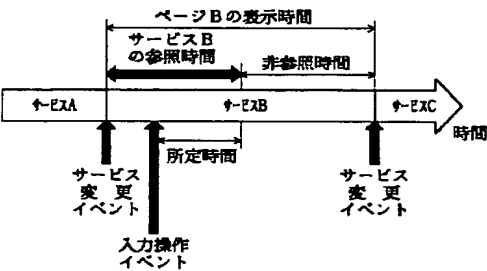 ページBの表示時間
サービスB
の参照時間
非参照時間
サービスA
サービスB
サービスC
時間
所定時間
サービス
変 更
イベント
サービス
変 更
イベント
入力操作
イベント